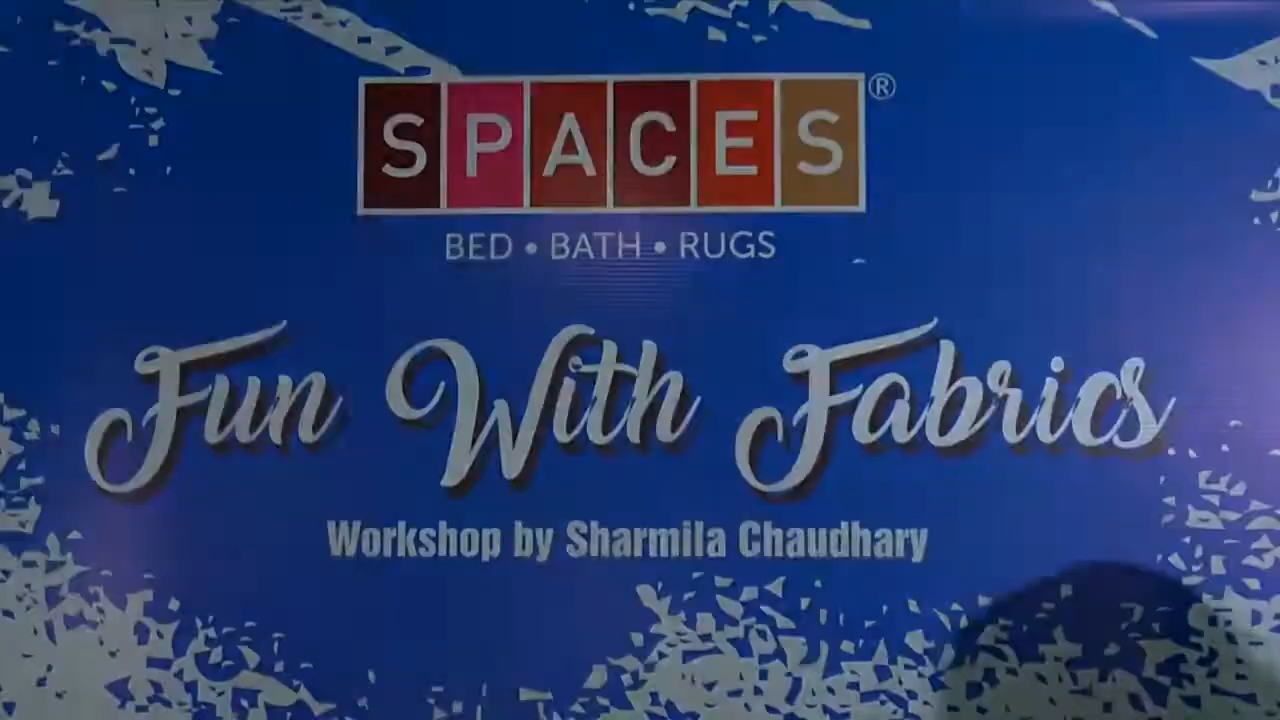 SPACES®
BED • BATH • RUGS
Fun With Fabrics
Workshop by Sharmila Chaudhary